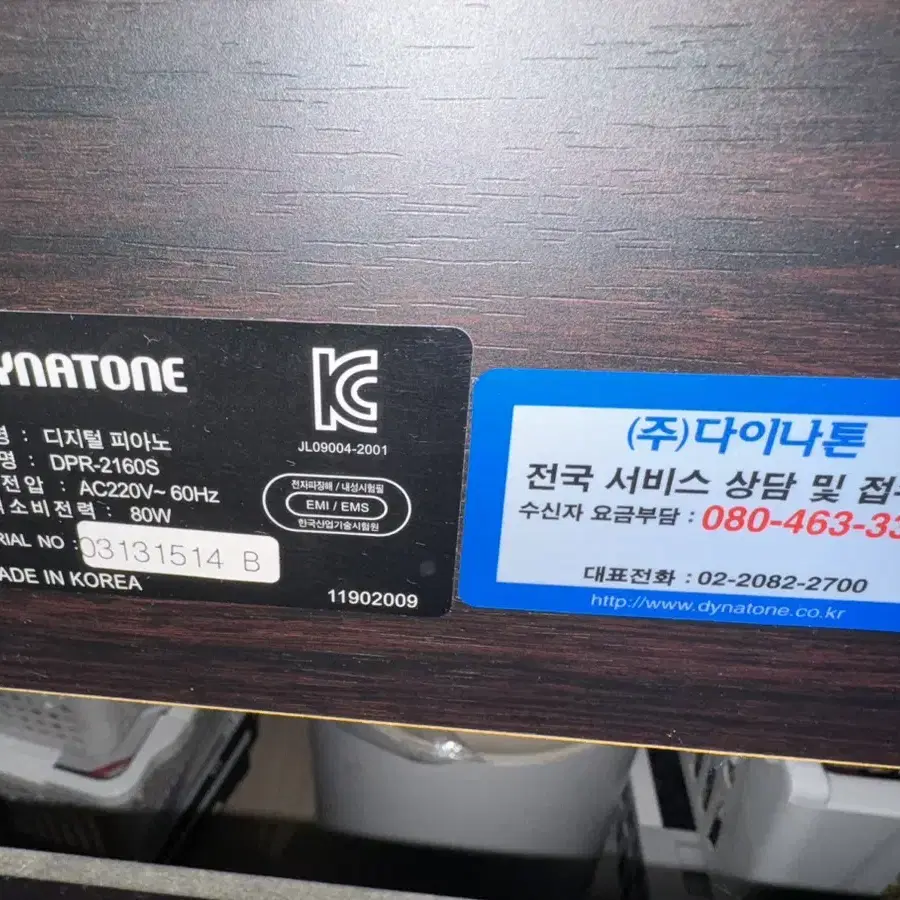 YNATONE
명 : 디지털 피아노
명 : DPR-2160S
전 압 : AC220V~ 60Hz
소 비 전 력 : 80W
RIAL NO : 03131514 B
ADE IN KOREA
KC
JL09004-2001
전자파장해 / 내성시험필
EMI / EMS
한국산업기술시험원
11902009
(주)다이나톤
전국 서비스 상담 및 접
수신자 요금부담 : 080-463-33
대표전화 : 02-2082-2700
http://www.dynatone.co.kr